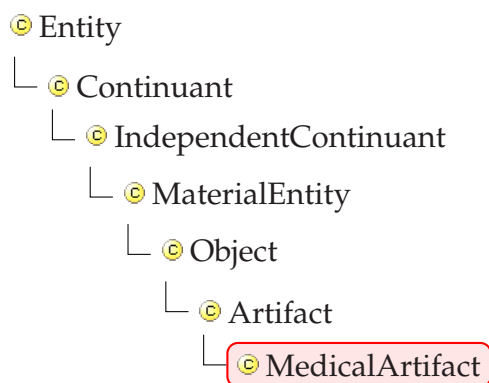 © Entity
© Continuant
© IndependentContinuant
© MaterialEntity
© Object
© Artifact
© MedicalArtifact